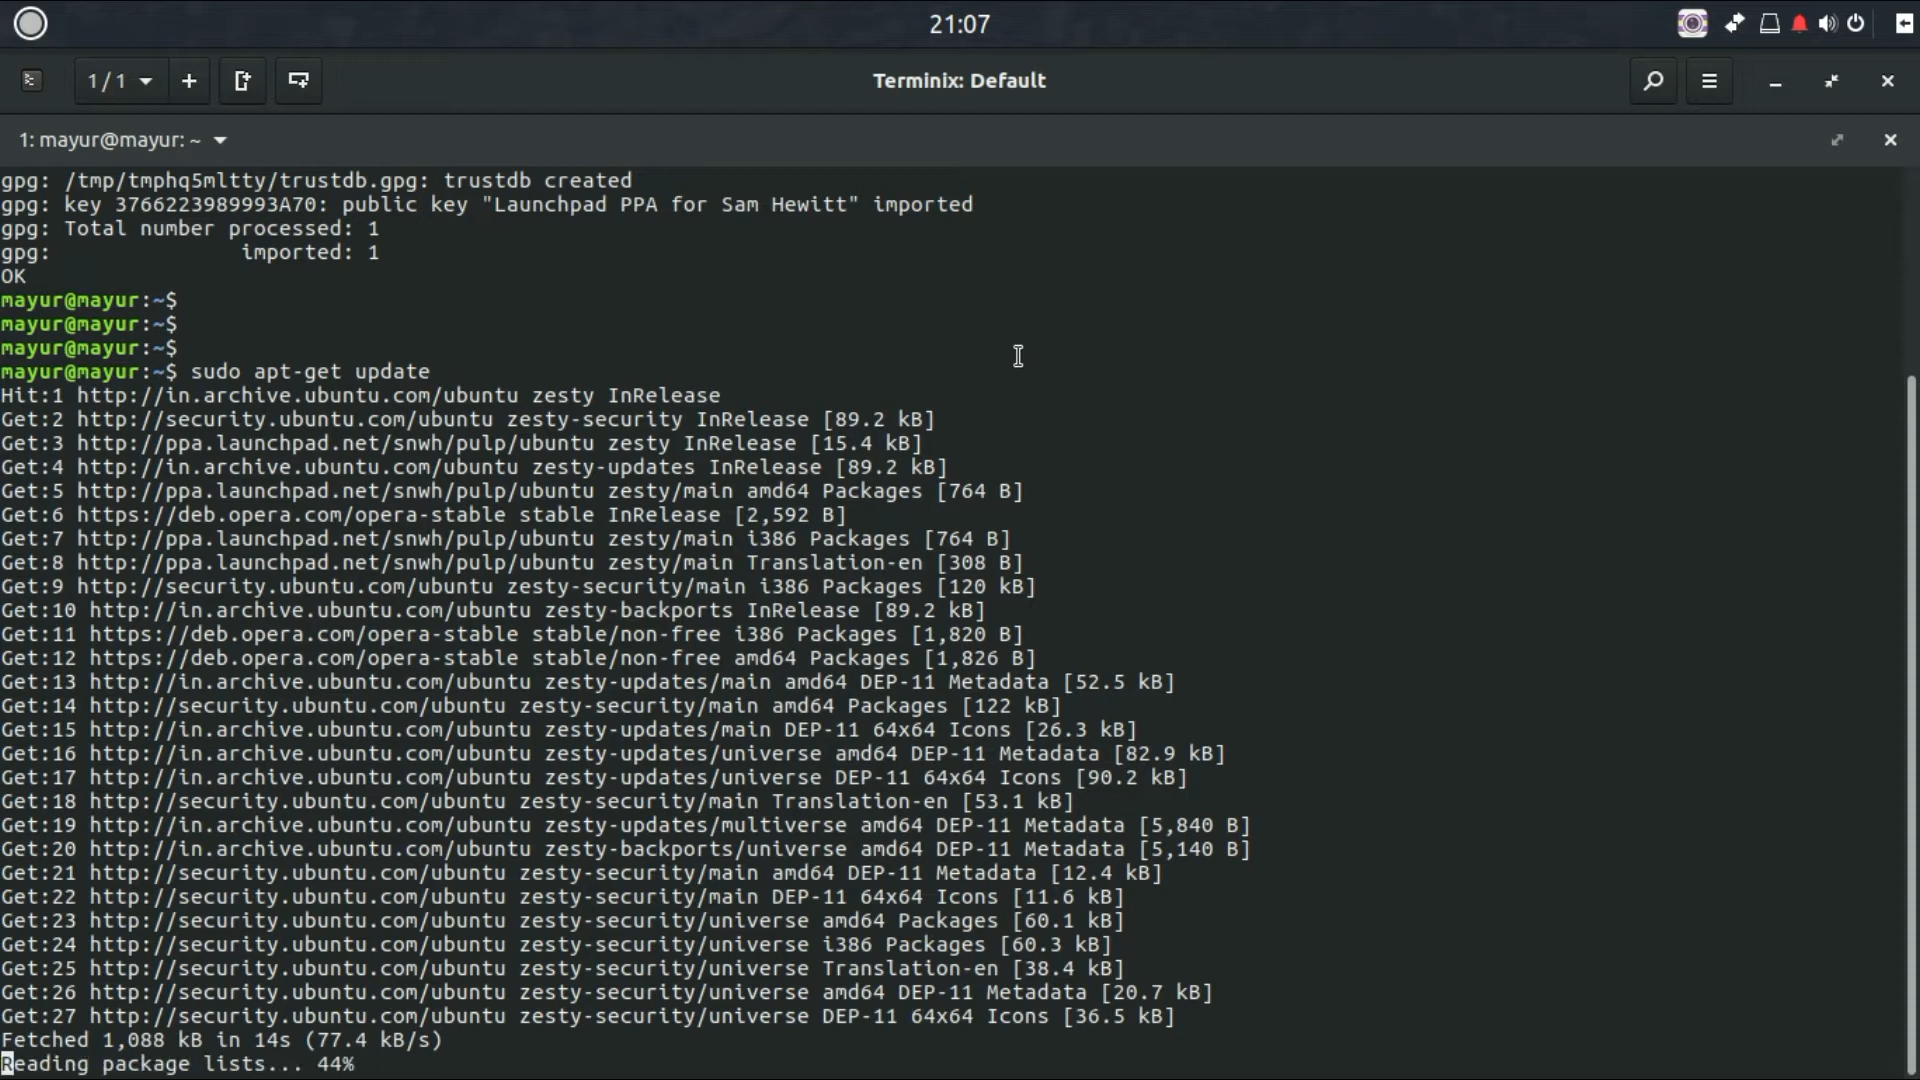 21:07
1 / 1
Terminix: Default
1: mayur@mayur: ~
gpg: /tmp/tmphq5mltty/trustdb.gpg: trustdb created
gpg: key 3766223989993A70: public key "Launchpad PPA for Sam Hewitt" imported
gpg: Total number processed: 1
gpg:               imported: 1
OK
mayur@mayur:~$
mayur@mayur:~$
mayur@mayur:~$
mayur@mayur:~$ sudo apt-get update
Hit:1 http://in.archive.ubuntu.com/ubuntu zesty InRelease
Get:2 http://security.ubuntu.com/ubuntu zesty-security InRelease [89.2 kB]
Get:3 http://ppa.launchpad.net/snwh/pulp/ubuntu zesty InRelease [15.4 kB]
Get:4 http://in.archive.ubuntu.com/ubuntu zesty-updates InRelease [89.2 kB]
Get:5 http://ppa.launchpad.net/snwh/pulp/ubuntu zesty/main amd64 Packages [764 B]
Get:6 https://deb.opera.com/opera-stable stable InRelease [2,592 B]
Get:7 http://ppa.launchpad.net/snwh/pulp/ubuntu zesty/main i386 Packages [764 B]
Get:8 http://ppa.launchpad.net/snwh/pulp/ubuntu zesty/main Translation-en [308 B]
Get:9 http://security.ubuntu.com/ubuntu zesty-security/main i386 Packages [120 kB]
Get:10 http://in.archive.ubuntu.com/ubuntu zesty-backports InRelease [89.2 kB]
Get:11 https://deb.opera.com/opera-stable stable/non-free i386 Packages [1,820 B]
Get:12 https://deb.opera.com/opera-stable stable/non-free amd64 Packages [1,826 B]
Get:13 http://in.archive.ubuntu.com/ubuntu zesty-updates/main amd64 DEP-11 Metadata [52.5 kB]
Get:14 http://security.ubuntu.com/ubuntu zesty-security/main amd64 Packages [122 kB]
Get:15 http://in.archive.ubuntu.com/ubuntu zesty-updates/main DEP-11 64x64 Icons [26.3 kB]
Get:16 http://in.archive.ubuntu.com/ubuntu zesty-updates/universe amd64 DEP-11 Metadata [82.9 kB]
Get:17 http://in.archive.ubuntu.com/ubuntu zesty-updates/universe DEP-11 64x64 Icons [90.2 kB]
Get:18 http://security.ubuntu.com/ubuntu zesty-security/main Translation-en [53.1 kB]
Get:19 http://in.archive.ubuntu.com/ubuntu zesty-updates/multiverse amd64 DEP-11 Metadata [5,840 B]
Get:20 http://in.archive.ubuntu.com/ubuntu zesty-backports/universe amd64 DEP-11 Metadata [5,140 B]
Get:21 http://security.ubuntu.com/ubuntu zesty-security/main amd64 DEP-11 Metadata [12.4 kB]
Get:22 http://security.ubuntu.com/ubuntu zesty-security/main DEP-11 64x64 Icons [11.6 kB]
Get:23 http://security.ubuntu.com/ubuntu zesty-security/universe amd64 Packages [60.1 kB]
Get:24 http://security.ubuntu.com/ubuntu zesty-security/universe i386 Packages [60.3 kB]
Get:25 http://security.ubuntu.com/ubuntu zesty-security/universe Translation-en [38.4 kB]
Get:26 http://security.ubuntu.com/ubuntu zesty-security/universe amd64 DEP-11 Metadata [20.7 kB]
Get:27 http://security.ubuntu.com/ubuntu zesty-security/universe DEP-11 64x64 Icons [36.5 kB]
Fetched 1,088 kB in 14s (77.4 kB/s)
Reading package lists... 44%